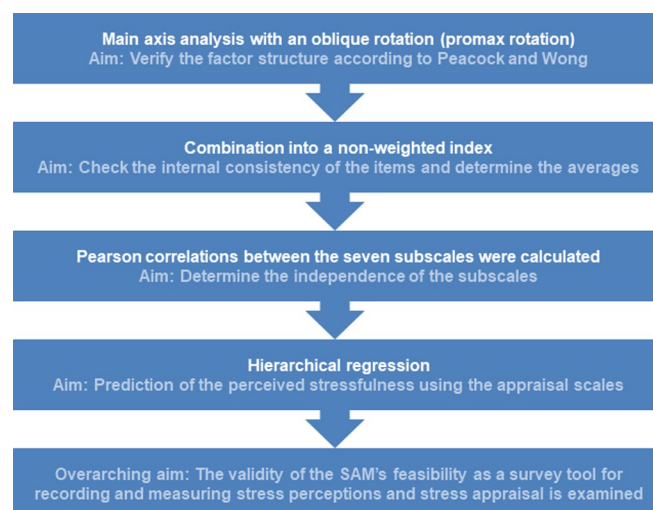 Main axis analysis with an oblique rotation (promax rotation)
Aim: Verify the factor structure according to Peacock and Wong
Combination into a non-weighted index
Aim: Check the internal consistency of the items and determine the averages
Pearson correlations between the seven subscales were calculated
Aim: Determine the independence of the subscales
Hierarchical regression
Aim: Prediction of the perceived stressfulness using the appraisal scales
Overarching aim: The validity of the SAM's feasibility as a survey tool for
recording and measuring stress perceptions and stress appraisal is examined